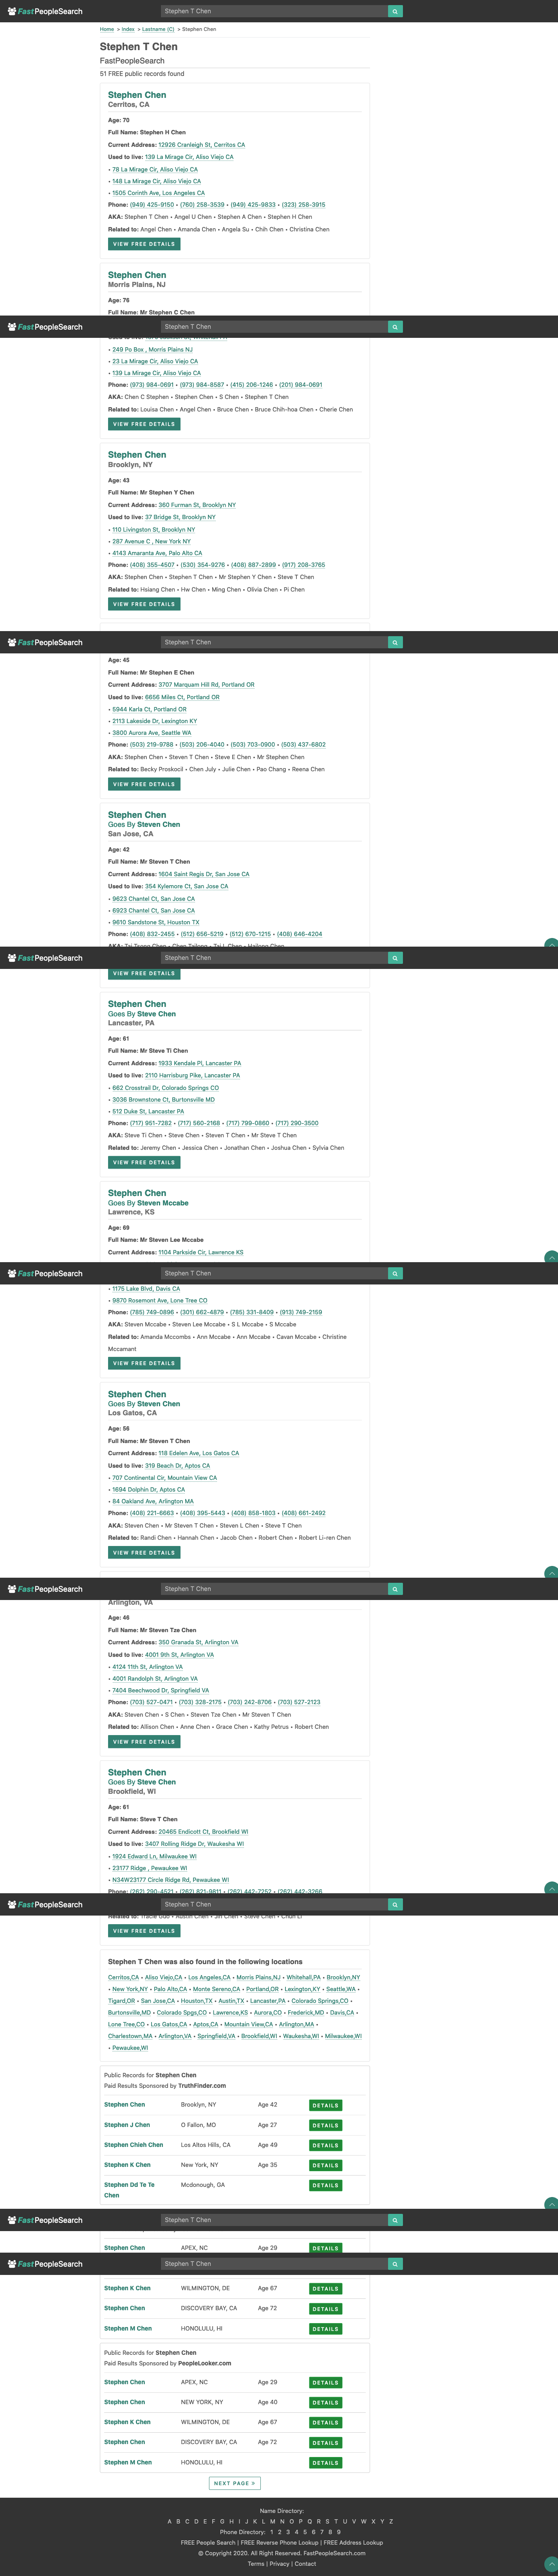 FastPeopleSearch
Stephen T Chen
Home > Index > Lastname (C) > Stephen Chen
Stephen T Chen
FastPeopleSearch
51 FREE public records found
Stephen Chen
Cerritos, CA
Age: 70
Full Name: Stephen H Chen
Current Address: 12926 Cranleigh St, Cerritos CA
Used to live: 139 La Mirage Cir, Aliso Viejo CA
• 78 La Mirage Cir, Aliso Viejo CA
• 148 La Mirage Cir, Aliso Viejo CA
• 1505 Corinth Ave, Los Angeles CA
Phone: (949) 425-9150 • (760) 258-3539 • (949) 425-9833 • (323) 258-3915
AKA: Stephen T Chen • Angel U Chen • Stephen A Chen • Stephen H Chen
Related to: Angel Chen • Amanda Chen • Angela Su • Chih Chen • Christina Chen
VIEW FREE DETAILS
Stephen Chen
Morris Plains, NJ
Age: 76
Full Name: Mr Stephen C Chen
FastPeopleSearch
Stephen T Chen
• 249 Po Box , Morris Plains NJ
• 23 La Mirage Cir, Aliso Viejo CA
• 139 La Mirage Cir, Aliso Viejo CA
Phone: (973) 984-0691 • (973) 984-8587 • (415) 206-1246 • (201) 984-0691
AKA: Chen C Stephen • Stephen Chen • S Chen • Stephen T Chen
Related to: Louisa Chen • Angel Chen • Bruce Chen • Bruce Chih-hoa Chen • Cherie Chen
VIEW FREE DETAILS
Stephen Chen
Brooklyn, NY
Age: 43
Full Name: Mr Stephen Y Chen
Current Address: 360 Furman St, Brooklyn NY
Used to live: 37 Bridge St, Brooklyn NY
• 110 Livingston St, Brooklyn NY
• 287 Avenue C , New York NY
• 4143 Amaranta Ave, Palo Alto CA
Phone: (408) 355-4507 • (530) 354-9276 • (408) 887-2899 • (917) 208-3765
AKA: Stephen Chen • Stephen T Chen • Mr Stephen Y Chen • Steve T Chen
Related to: Hsiang Chen • Hw Chen • Ming Chen • Olivia Chen • Pi Chen
VIEW FREE DETAILS
FastPeopleSearch
Stephen T Chen
Age: 45
Full Name: Mr Stephen E Chen
Current Address: 3707 Marquam Hill Rd, Portland OR
Used to live: 6656 Miles Ct, Portland OR
• 5944 Karla Ct, Portland OR
• 2113 Lakeside Dr, Lexington KY
• 3800 Aurora Ave, Seattle WA
Phone: (503) 219-9788 • (503) 206-4040 • (503) 703-0900 • (503) 437-6802
AKA: Stephen Chen • Steven T Chen • Steve E Chen • Mr Stephen Chen
Related to: Becky Proxkocil • Chen July • Julie Chen • Pao Chang • Reena Chen
VIEW FREE DETAILS
Stephen Chen
Goes By Steven Chen
San Jose, CA
Age: 42
Full Name: Mr Steven T Chen
Current Address: 1604 Saint Regis Dr, San Jose CA
Used to live: 354 Kylemore Ct, San Jose CA
• 9623 Chantel Ct, San Jose CA
• 6923 Chantel Ct, San Jose CA
• 9610 Sandstone St, Houston TX
Phone: (408) 832-2455 • (512) 656-5219 • (512) 670-1215 • (408) 646-4204
FastPeopleSearch
Stephen T Chen
VIEW FREE DETAILS
Stephen Chen
Goes By Steve Chen
Lancaster, PA
Age: 61
Full Name: Mr Steve Ti Chen
Current Address: 1933 Kendale Pl, Lancaster PA
Used to live: 2110 Harrisburg Pike, Lancaster PA
• 662 Crosstrail Dr, Colorado Springs CO
• 3036 Brownstone Ct, Burtonsville MD
• 512 Duke St, Lancaster PA
Phone: (717) 951-7282 • (717) 560-2168 • (717) 799-0860 • (717) 290-3500
AKA: Steve Ti Chen • Steve Chen • Steven T Chen • Mr Steve T Chen
Related to: Jeremy Chen • Jessica Chen • Jonathan Chen • Joshua Chen • Sylvia Chen
VIEW FREE DETAILS
Stephen Chen
Goes By Steven Mccabe
Lawrence, KS
Age: 69
Full Name: Mr Steven Lee Mccabe
Current Address: 1104 Parkside Cir, Lawrence KS
FastPeopleSearch
Stephen T Chen
• 1175 Lake Blvd, Davis CA
• 9870 Rosemont Ave, Lone Tree CO
Phone: (785) 749-0896 • (301) 662-4879 • (785) 331-8409 • (913) 749-2159
AKA: Steven Mccabe • Steven Lee Mccabe • S L Mccabe • S Mccabe
Related to: Amanda Mccombs • Ann Mccabe • Ann Mccabe • Cavan Mccabe • Christine
Mccamant
VIEW FREE DETAILS
Stephen Chen
Goes By Steven Chen
Los Gatos, CA
Age: 56
Full Name: Mr Steven T Chen
Current Address: 118 Edelen Ave, Los Gatos CA
Used to live: 319 Beach Dr, Aptos CA
• 707 Continental Cir, Mountain View CA
• 1694 Dolphin Dr, Aptos CA
• 84 Oakland Ave, Arlington MA
Phone: (408) 221-6663 • (408) 395-5443 • (408) 858-1803 • (408) 661-2492
AKA: Steven Chen • Mr Steven T Chen • Steven L Chen • Steve T Chen
Related to: Randi Chen • Hannah Chen • Jacob Chen • Robert Chen • Robert Li-ren Chen
VIEW FREE DETAILS
FastPeopleSearch
Stephen T Chen
Arlington, VA
Age: 46
Full Name: Mr Steven Tze Chen
Current Address: 350 Granada St, Arlington VA
Used to live: 4001 9th St, Arlington VA
• 4124 11th St, Arlington VA
• 4001 Randolph St, Arlington VA
• 7404 Beechwood Dr, Springfield VA
Phone: (703) 527-0471 • (703) 328-2175 • (703) 242-8706 • (703) 527-2123
AKA: Steven Chen • S Chen • Steven Tze Chen • Mr Steven T Chen
Related to: Allison Chen • Anne Chen • Grace Chen • Kathy Petrus • Robert Chen
VIEW FREE DETAILS
Stephen Chen
Goes By Steve Chen
Brookfield, WI
Age: 61
Full Name: Steve T Chen
Current Address: 20465 Endicott Ct, Brookfield WI
Used to live: 3407 Rolling Ridge Dr, Waukesha WI
• 1924 Edward Ln, Milwaukee WI
• 23177 Ridge , Pewaukee WI
• N34W23177 Circle Ridge Rd, Pewaukee WI
Phone: (262) 290-4621 • (262) 821-9811 • (262) 442-7252 • (262) 442-3266
FastPeopleSearch
Stephen T Chen
VIEW FREE DETAILS
Stephen T Chen was also found in the following locations
Cerritos,CA • Aliso Viejo,CA • Los Angeles,CA • Morris Plains,NJ • Whitehall,PA • Brooklyn,NY
• New York,NY • Palo Alto,CA • Monte Sereno,CA • Portland,OR • Lexington,KY • Seattle,WA •
Tigard,OR • San Jose,CA • Houston,TX • Austin,TX • Lancaster,PA • Colorado Springs,CO •
Burtonsville,MD • Colorado Spgs,CO • Lawrence,KS • Aurora,CO • Frederick,MD • Davis,CA •
Lone Tree,CO • Los Gatos,CA • Aptos,CA • Mountain View,CA • Arlington,MA •
Charlestown,MA • Arlington,VA • Springfield,VA • Brookfield,WI • Waukesha,WI • Milwaukee,WI
• Pewaukee,WI
Public Records for Stephen Chen
Paid Results Sponsored by TruthFinder.com
Stephen Chen Brooklyn, NY Age 42 DETAILS
Stephen J Chen O Fallon, MO Age 27 DETAILS
Stephen Chieh Chen Los Altos Hills, CA Age 49 DETAILS
Stephen K Chen New York, NY Age 35 DETAILS
Stephen Dd Te Te Mcdonough, GA DETAILS
Chen
FastPeopleSearch
Stephen T Chen
Stephen Chen APEX, NC Age 29 DETAILS
FastPeopleSearch
Stephen T Chen
Stephen K Chen WILMINGTON, DE Age 67 DETAILS
Stephen Chen DISCOVERY BAY, CA Age 72 DETAILS
Stephen M Chen HONOLULU, HI DETAILS
Public Records for Stephen Chen
Paid Results Sponsored by PeopleLooker.com
Stephen Chen APEX, NC Age 29 DETAILS
Stephen Chen NEW YORK, NY Age 40 DETAILS
Stephen K Chen WILMINGTON, DE Age 67 DETAILS
Stephen Chen DISCOVERY BAY, CA Age 72 DETAILS
Stephen M Chen HONOLULU, HI DETAILS
NEXT PAGE »
Name Directory:
A B C D E F G H I J K L M N O P Q R S T U V W X Y Z
Phone Directory: 1 2 3 4 5 6 7 8 9
FREE People Search | FREE Reverse Phone Lookup | FREE Address Lookup
© Copyright 2020. All Right Reserved. FastPeopleSearch.com
Terms | Privacy | Contact